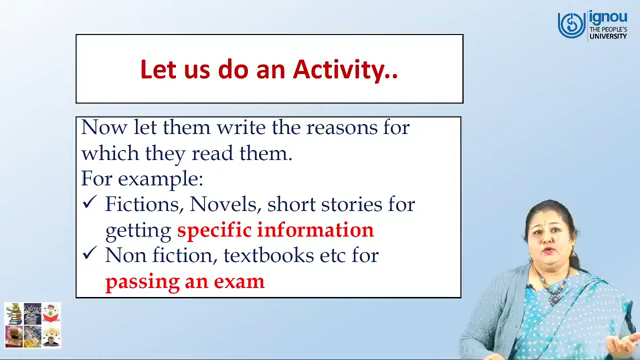 ignou
THE PEOPLE'S
UNIVERSITY
Let us do an Activity..
Now let them write the reasons for
which they read them.
For example:
✓ Fictions, Novels, short stories for
getting specific information
✓ Non fiction, textbooks etc for
passing an exam